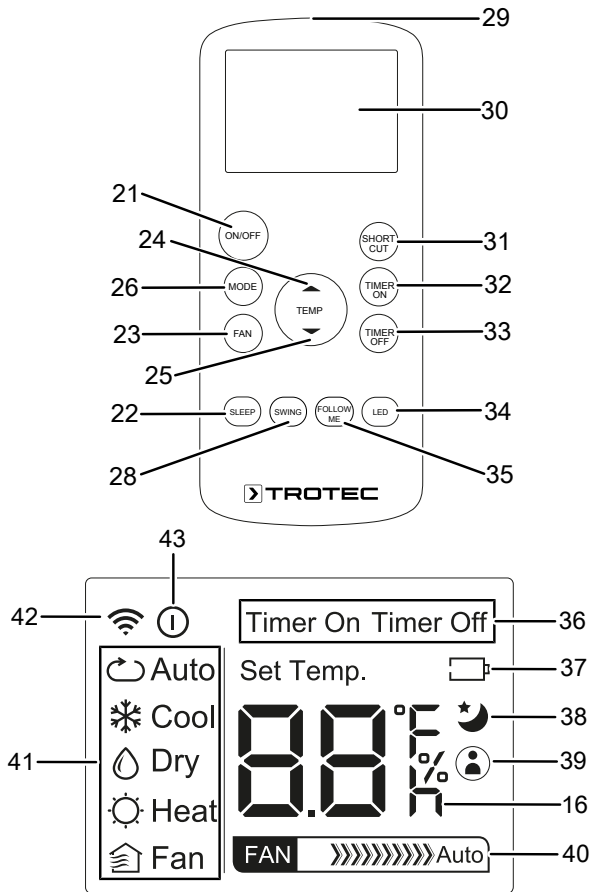 29
30
21
ON/OFF
24
SHORT
CUT
31
26
MODE
TIMER
ON
32
TEMP
23
FAN
TIMER
OFF
33
25
22
SLEEP
SWING
FOLLOW
ME
LED
34
28
35
TROTEC
43
42
Timer On Timer Off
36
Auto
Set Temp.
37
Cool
8.8 °F
38
41
Dry
%
39
Heat
h
16
Fan
FAN
Auto
40